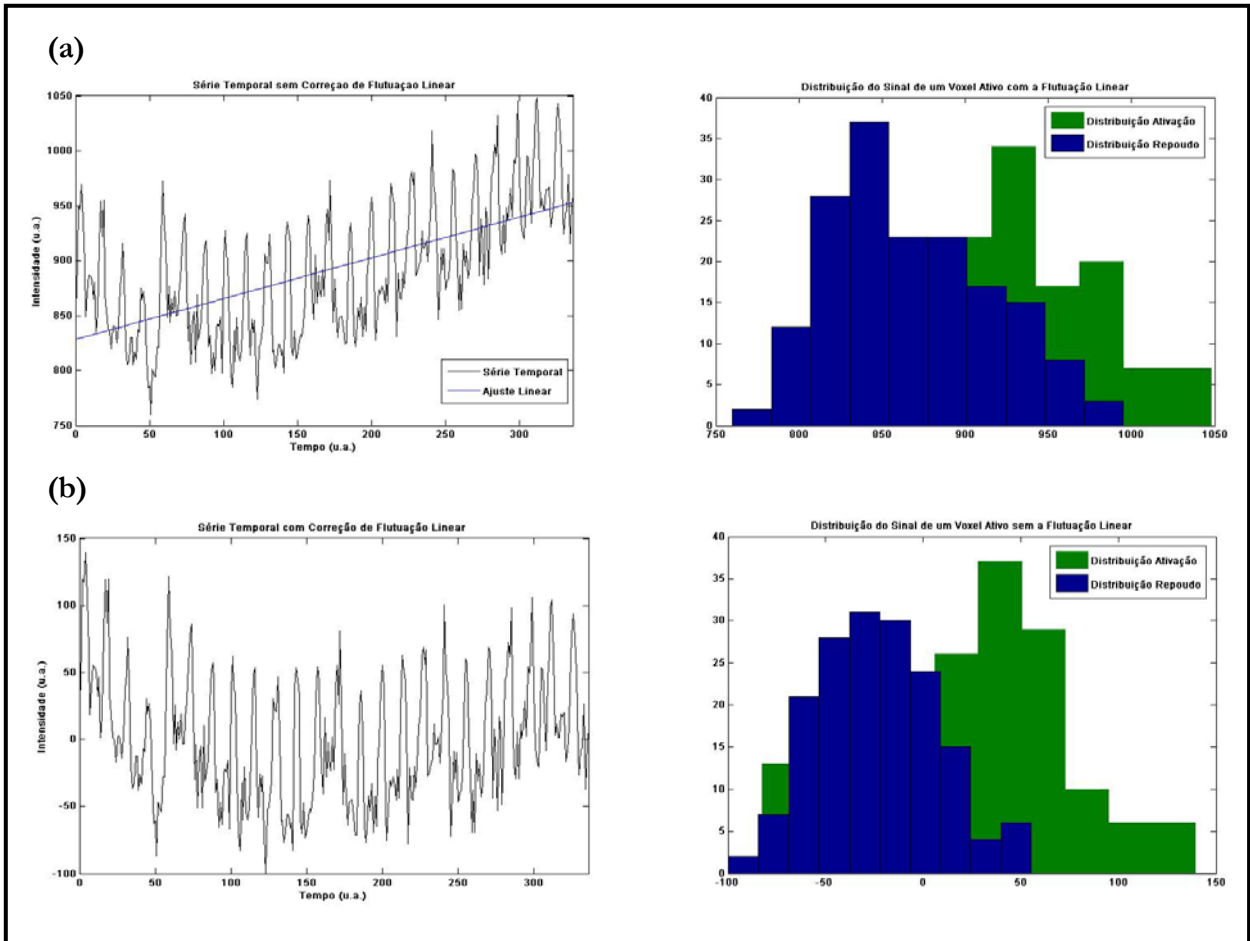 (a)
Série Temporal sem Correçao de Flutuaçao Linear
1050
1000
950
900
850
800
750
Intensidade (u.a.)
0 50 100 150 200 250 300
Tempo (u.a.)
Série Temporal
Ajuste Linear
Distribuição do Sinal de um Voxel Ativo com a Flutuação Linear
40
35
30
25
20
15
10
5
0
750 800 850 900 950 1000 1050
Distribuição Ativação
Distribuição Repoudo
(b)
Série Temporal com Correção de Flutuação Linear
150
100
50
0
-50
-100
Intensidade (u.a.)
0 50 100 150 200 250 300
Tempo (u.a.)
Distribuição do Sinal de um Voxel Ativo sem a Flutuação Linear
40
35
30
25
20
15
10
5
0
-100 -50 0 50 100 150
Distribuição Ativação
Distribuição Repoudo